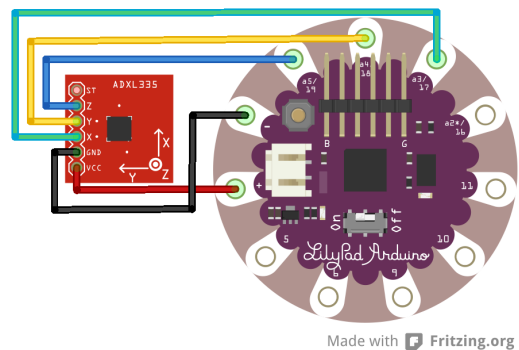 ADXL335
ST
Z
Y
X
GND
VCC
X
Y
Z
a5/
19
a4
18
a3/
17
a2*/
16
-
+
B
G
11
10
9
6
5
On
Off
LilyPad Arduino
Made with Fritzing.org